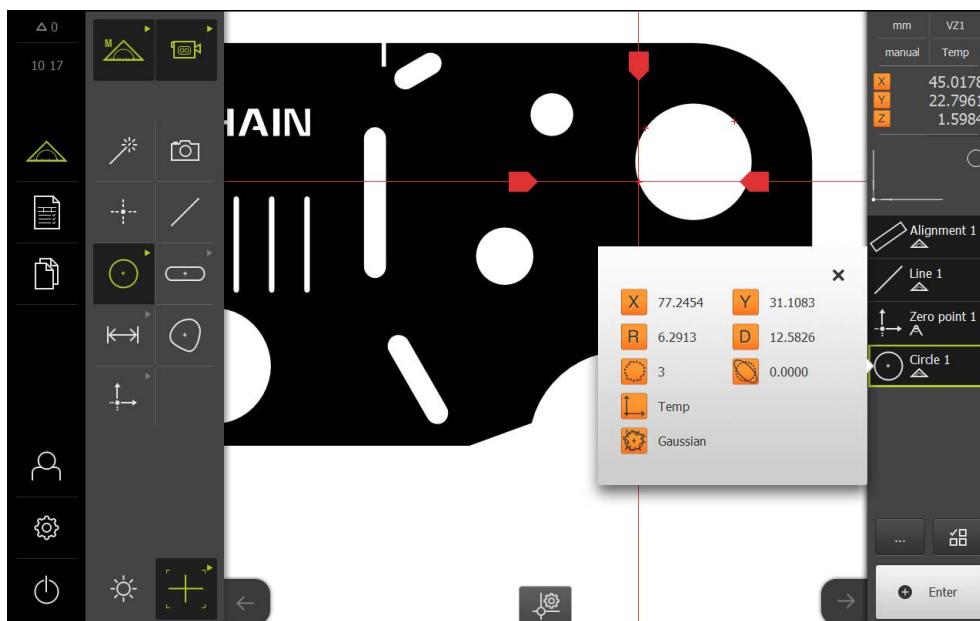 0
10 17
M
HAIN
mm VZ1
manual Temp
X 45.0178
Y 22.7961
Z 1.5984
Alignment 1
Line 1
Zero point 1
Circle 1
X 77.2454 Y 31.1083
R 6.2913 D 12.5826
3 0.0000
Temp
Gaussian
...
Enter